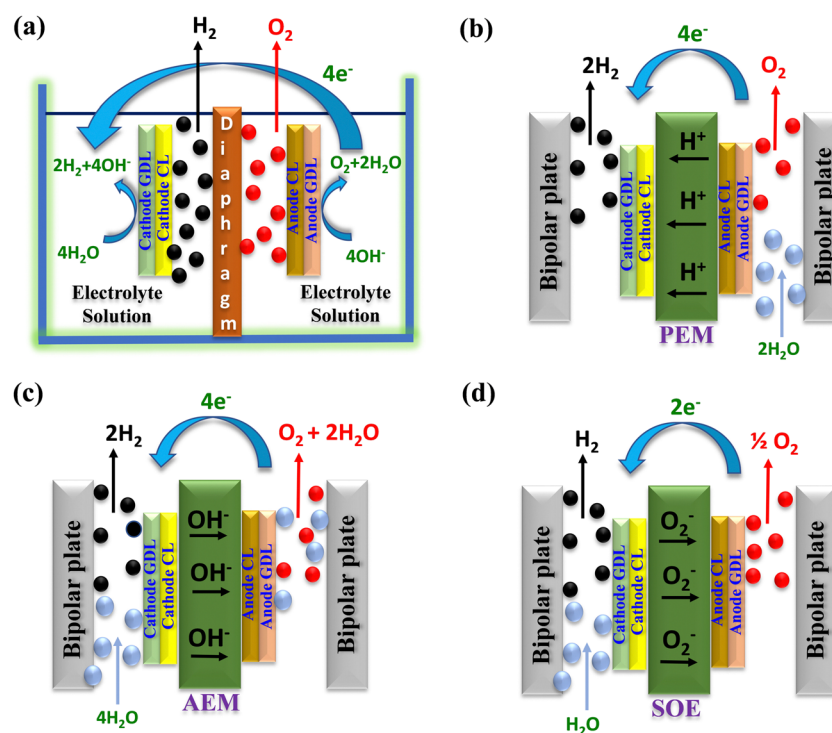 (a)
H₂
O₂
4e⁻
Diaphragm
2H₂+4OH⁻
Cathode GDL
Cathode CL
4H₂O
Anode CL
Anode GDL
O₂+2H₂O
4OH⁻
Electrolyte
Solution
Electrolyte
Solution
(b)
4e⁻
2H₂
O₂
Bipolar plate
Cathode GDL
Cathode CL
H⁺
H⁺
H⁺
Anode CL
Anode GDL
Bipolar plate
PEM
2H₂O
(c)
4e⁻
2H₂
O₂ + 2H₂O
Bipolar plate
Cathode GDL
Cathode CL
OH⁻
OH⁻
OH⁻
Anode CL
Anode GDL
Bipolar plate
AEM
4H₂O
(d)
2e⁻
H₂
½ O₂
Bipolar plate
Cathode GDL
Cathode CL
O₂⁻
O₂⁻
O₂⁻
Anode CL
Anode GDL
Bipolar plate
SOE
H₂O